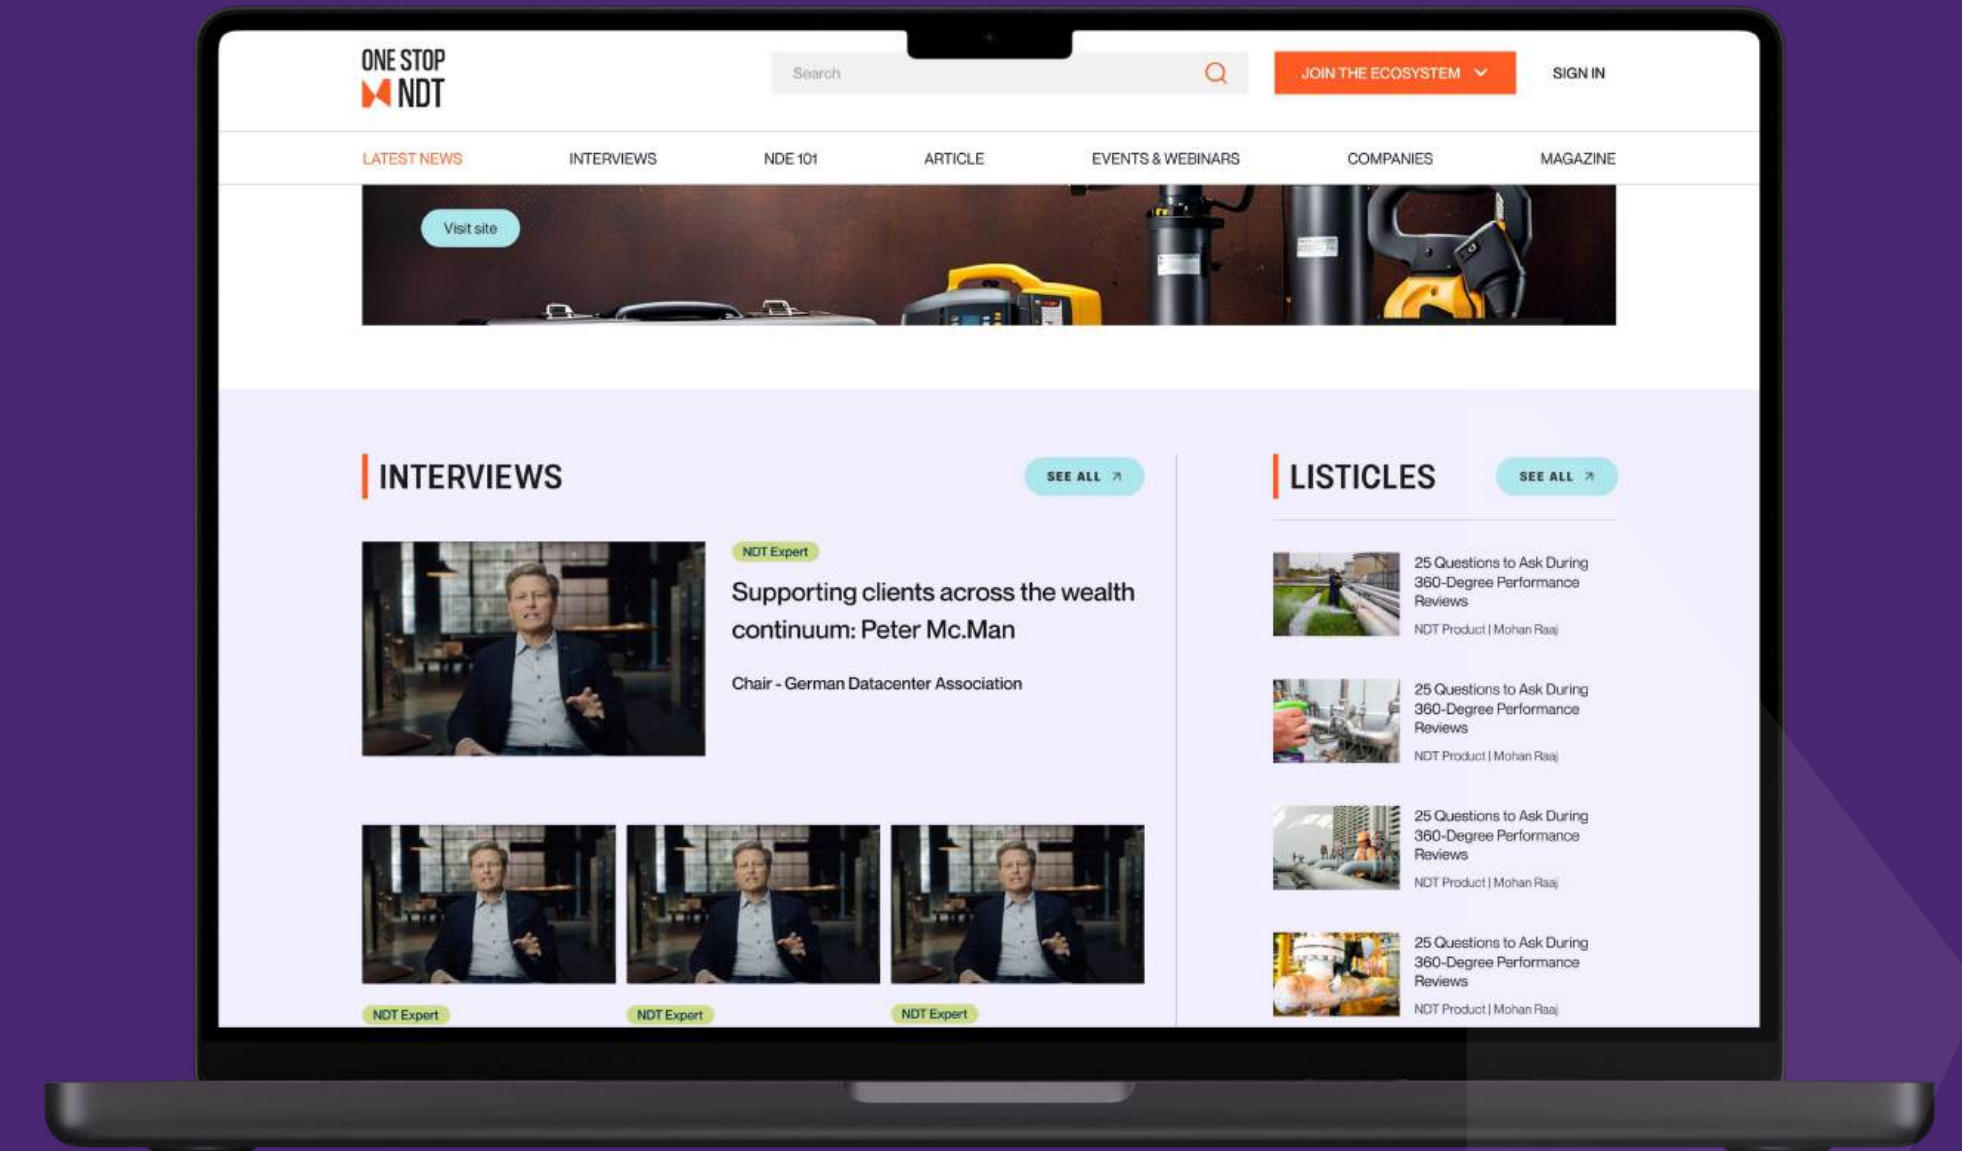 ONE STOP
NDT
Search
JOIN THE ECOSYSTEM
SIGN IN
LATEST NEWS
INTERVIEWS
NDE 101
ARTICLE
EVENTS & WEBINARS
COMPANIES
MAGAZINE
Visit site
INTERVIEWS
SEE ALL
NDT Expert
Supporting clients across the wealth
continuum: Peter Mc.Man
Chair - German Datacenter Association
NDT Expert
NDT Expert
NDT Expert
LISTICLES
SEE ALL
25 Questions to Ask During
360-Degree Performance
Reviews
NDT Product | Mohan Raaj
25 Questions to Ask During
360-Degree Performance
Reviews
NDT Product | Mohan Raaj
25 Questions to Ask During
360-Degree Performance
Reviews
NDT Product | Mohan Raaj
25 Questions to Ask During
360-Degree Performance
Reviews
NDT Product | Mohan Raaj